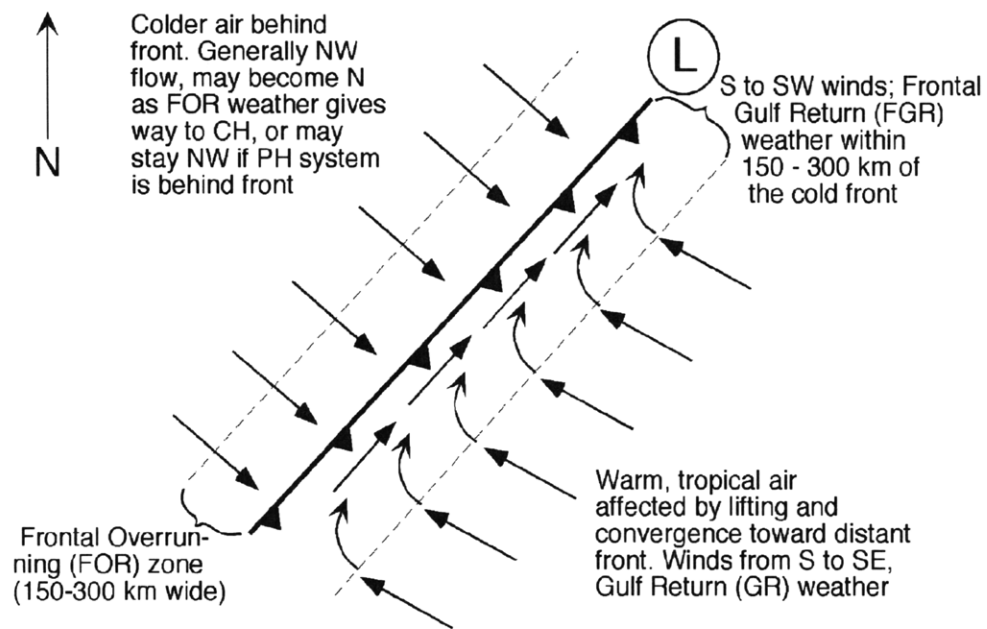 Colder air behind
front. Generally NW
flow, may become N
as FOR weather gives
way to CH, or may
stay NW if PH system
is behind front
N
L
S to SW winds; Frontal
Gulf Return (FGR)
weather within
150 - 300 km of
the cold front
Warm, tropical air
affected by lifting and
convergence toward distant
front. Winds from S to SE,
Gulf Return (GR) weather
Frontal Overrun-
ning (FOR) zone
(150-300 km wide)